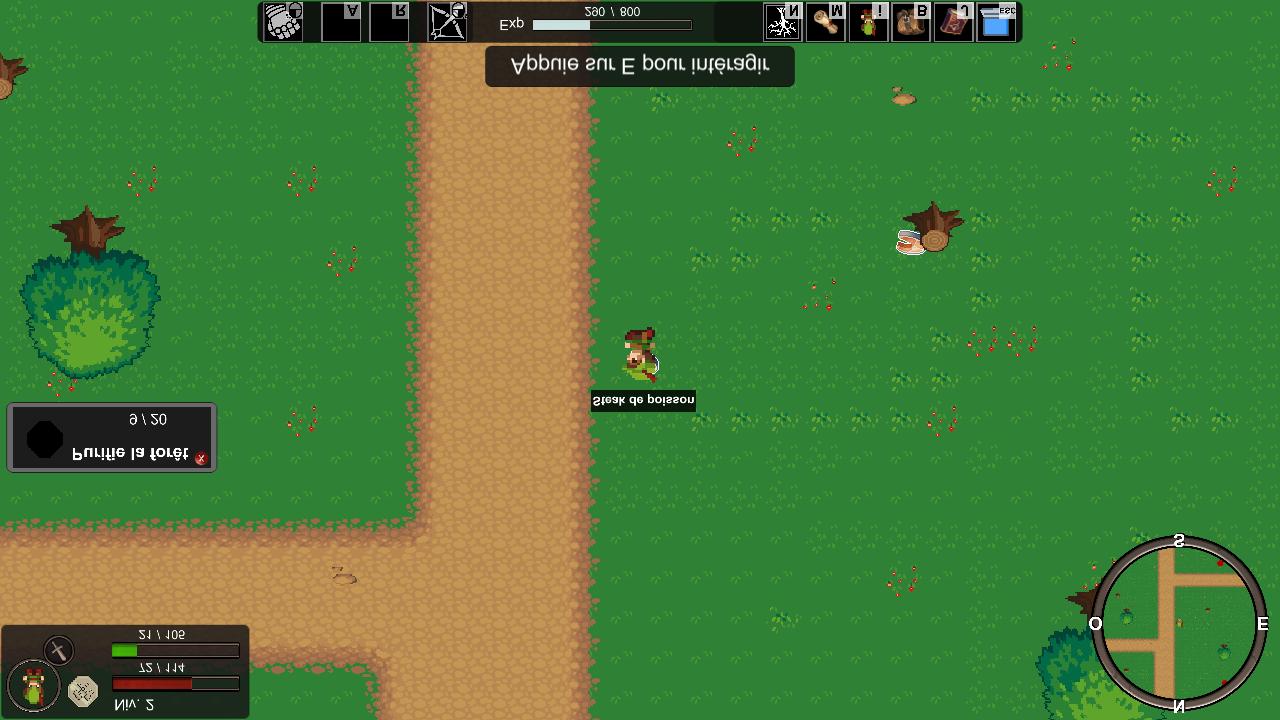 Niv. 2
72 / 114
21 / 105
N
O
E
S
Purifie la forêt
x
9 / 20
Steak de poisson
Appuie sur E pour intéragir
A
R
Exp
290 / 800
N
M
I
B
J
esc